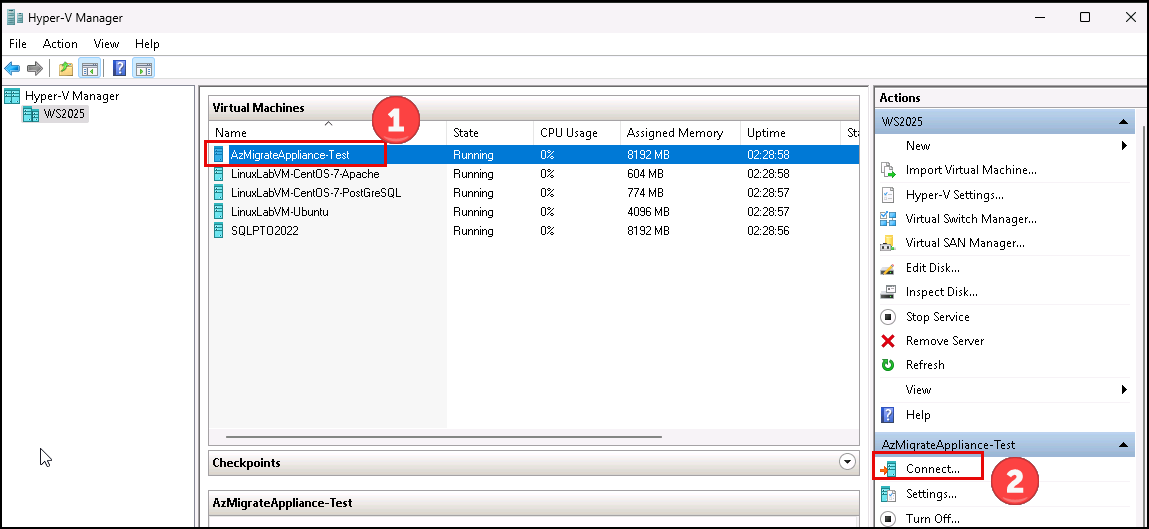 Hyper-V Manager
File Action View Help
Hyper-V Manager
WS2025
Virtual Machines
1
Name State CPU Usage Assigned Memory Uptime
AzMigrateAppliance-Test Running 0% 8192 MB 02:28:58
LinuxLabVM-CentOS-7-Apache Running 0% 604 MB 02:28:58
LinuxLabVM-CentOS-7-PostGreSQL Running 0% 774 MB 02:28:57
LinuxLabVM-Ubuntu Running 0% 4096 MB 02:28:57
SQLPTO2022 Running 0% 8192 MB 02:28:56
Checkpoints
AzMigrateAppliance-Test
Actions
WS2025
New
Import Virtual Machine...
Hyper-V Settings...
Virtual Switch Manager...
Virtual SAN Manager...
Edit Disk...
Inspect Disk...
Stop Service
Remove Server
Refresh
View
Help
AzMigrateAppliance-Test
Connect...
2
Settings...
Turn Off...